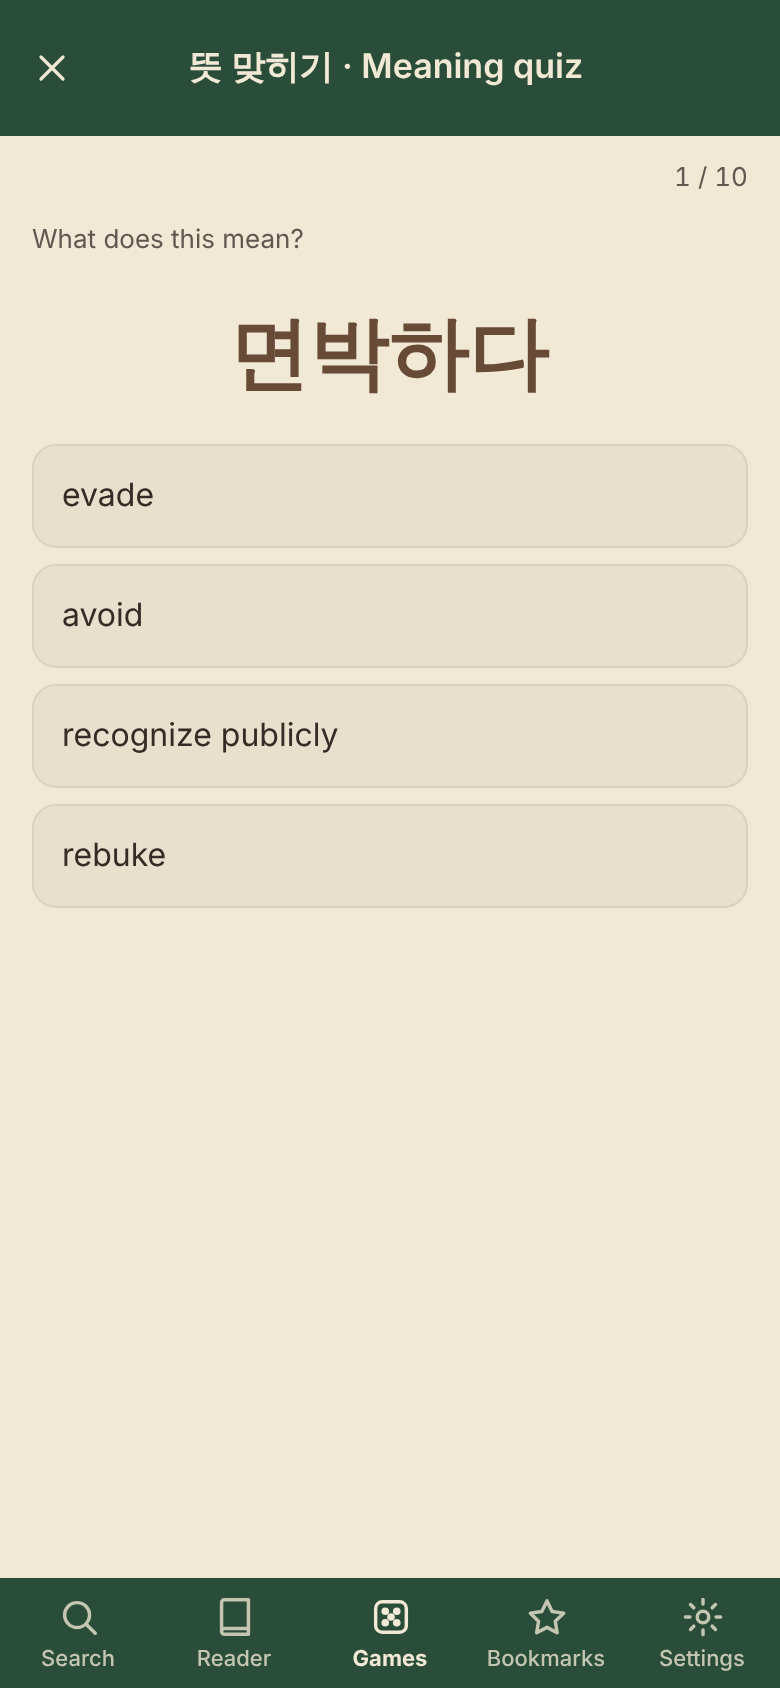 뜻 맞히기 · Meaning quiz
1 / 10
What does this mean?
면박하다
evade
avoid
recognize publicly
rebuke
Search
Reader
Games
Bookmarks
Settings